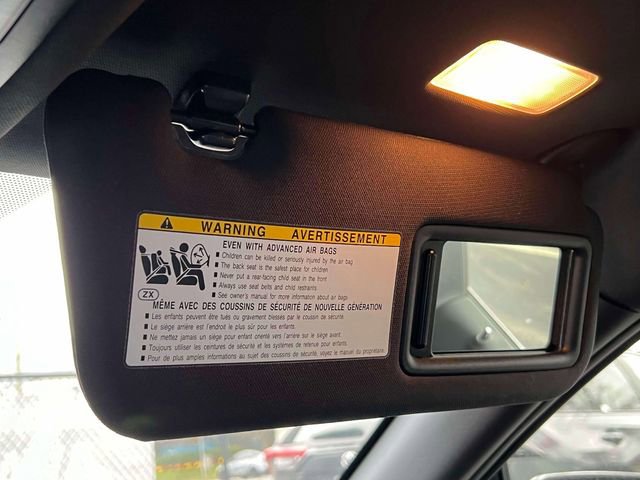 WARNING AVERTISSEMENT
EVEN WITH ADVANCED AIR BAGS
■ Children can be killed or seriously injured by the air bag
■ The back seat is the safest place for children
■ Never put a rear-facing child seat in the front
■ Always use seat belts and child restraints
■ See owner's manual for more information about air bags
ZX
MÊME AVEC DES COUSSINS DE SÉCURITÉ DE NOUVELLE GÉNÉRATION
■ Les enfants peuvent être tués ou gravement blessés par le coussin de sécurité.
■ Le siège arrière est l'endroit le plus sûr pour les enfants.
■ Ne mettez jamais un siège pour enfant orienté vers l'arrière sur le siège avant.
■ Toujours utiliser les ceintures de sécurité et les systèmes de retenue pour enfants.
■ Pour de plus amples informations au sujet des coussins de sécurité, voyez le manuel du propriétaire.